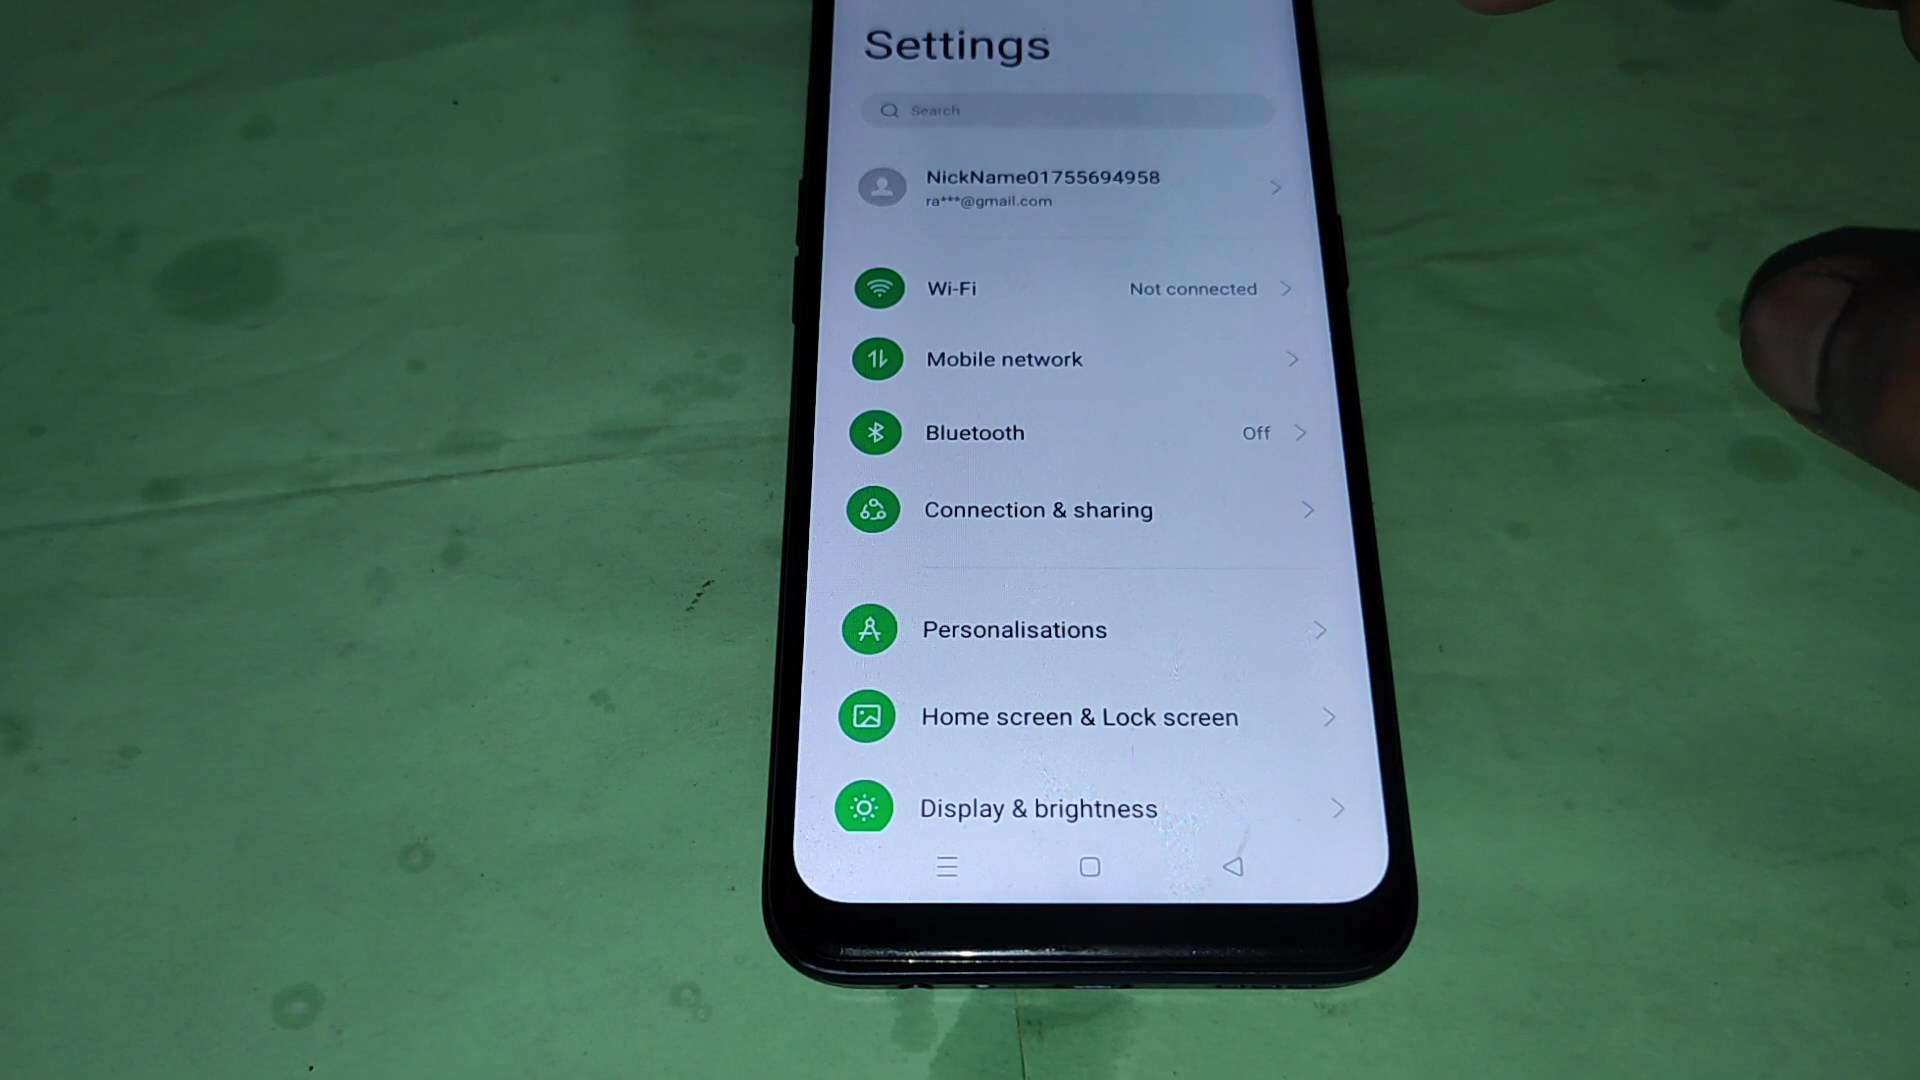 Settings
Search
NickName01755694958
ra***@gmail.com
Wi-Fi Not connected
Mobile network
Bluetooth Off
Connection & sharing
Personalisations
Home screen & Lock screen
Display & brightness